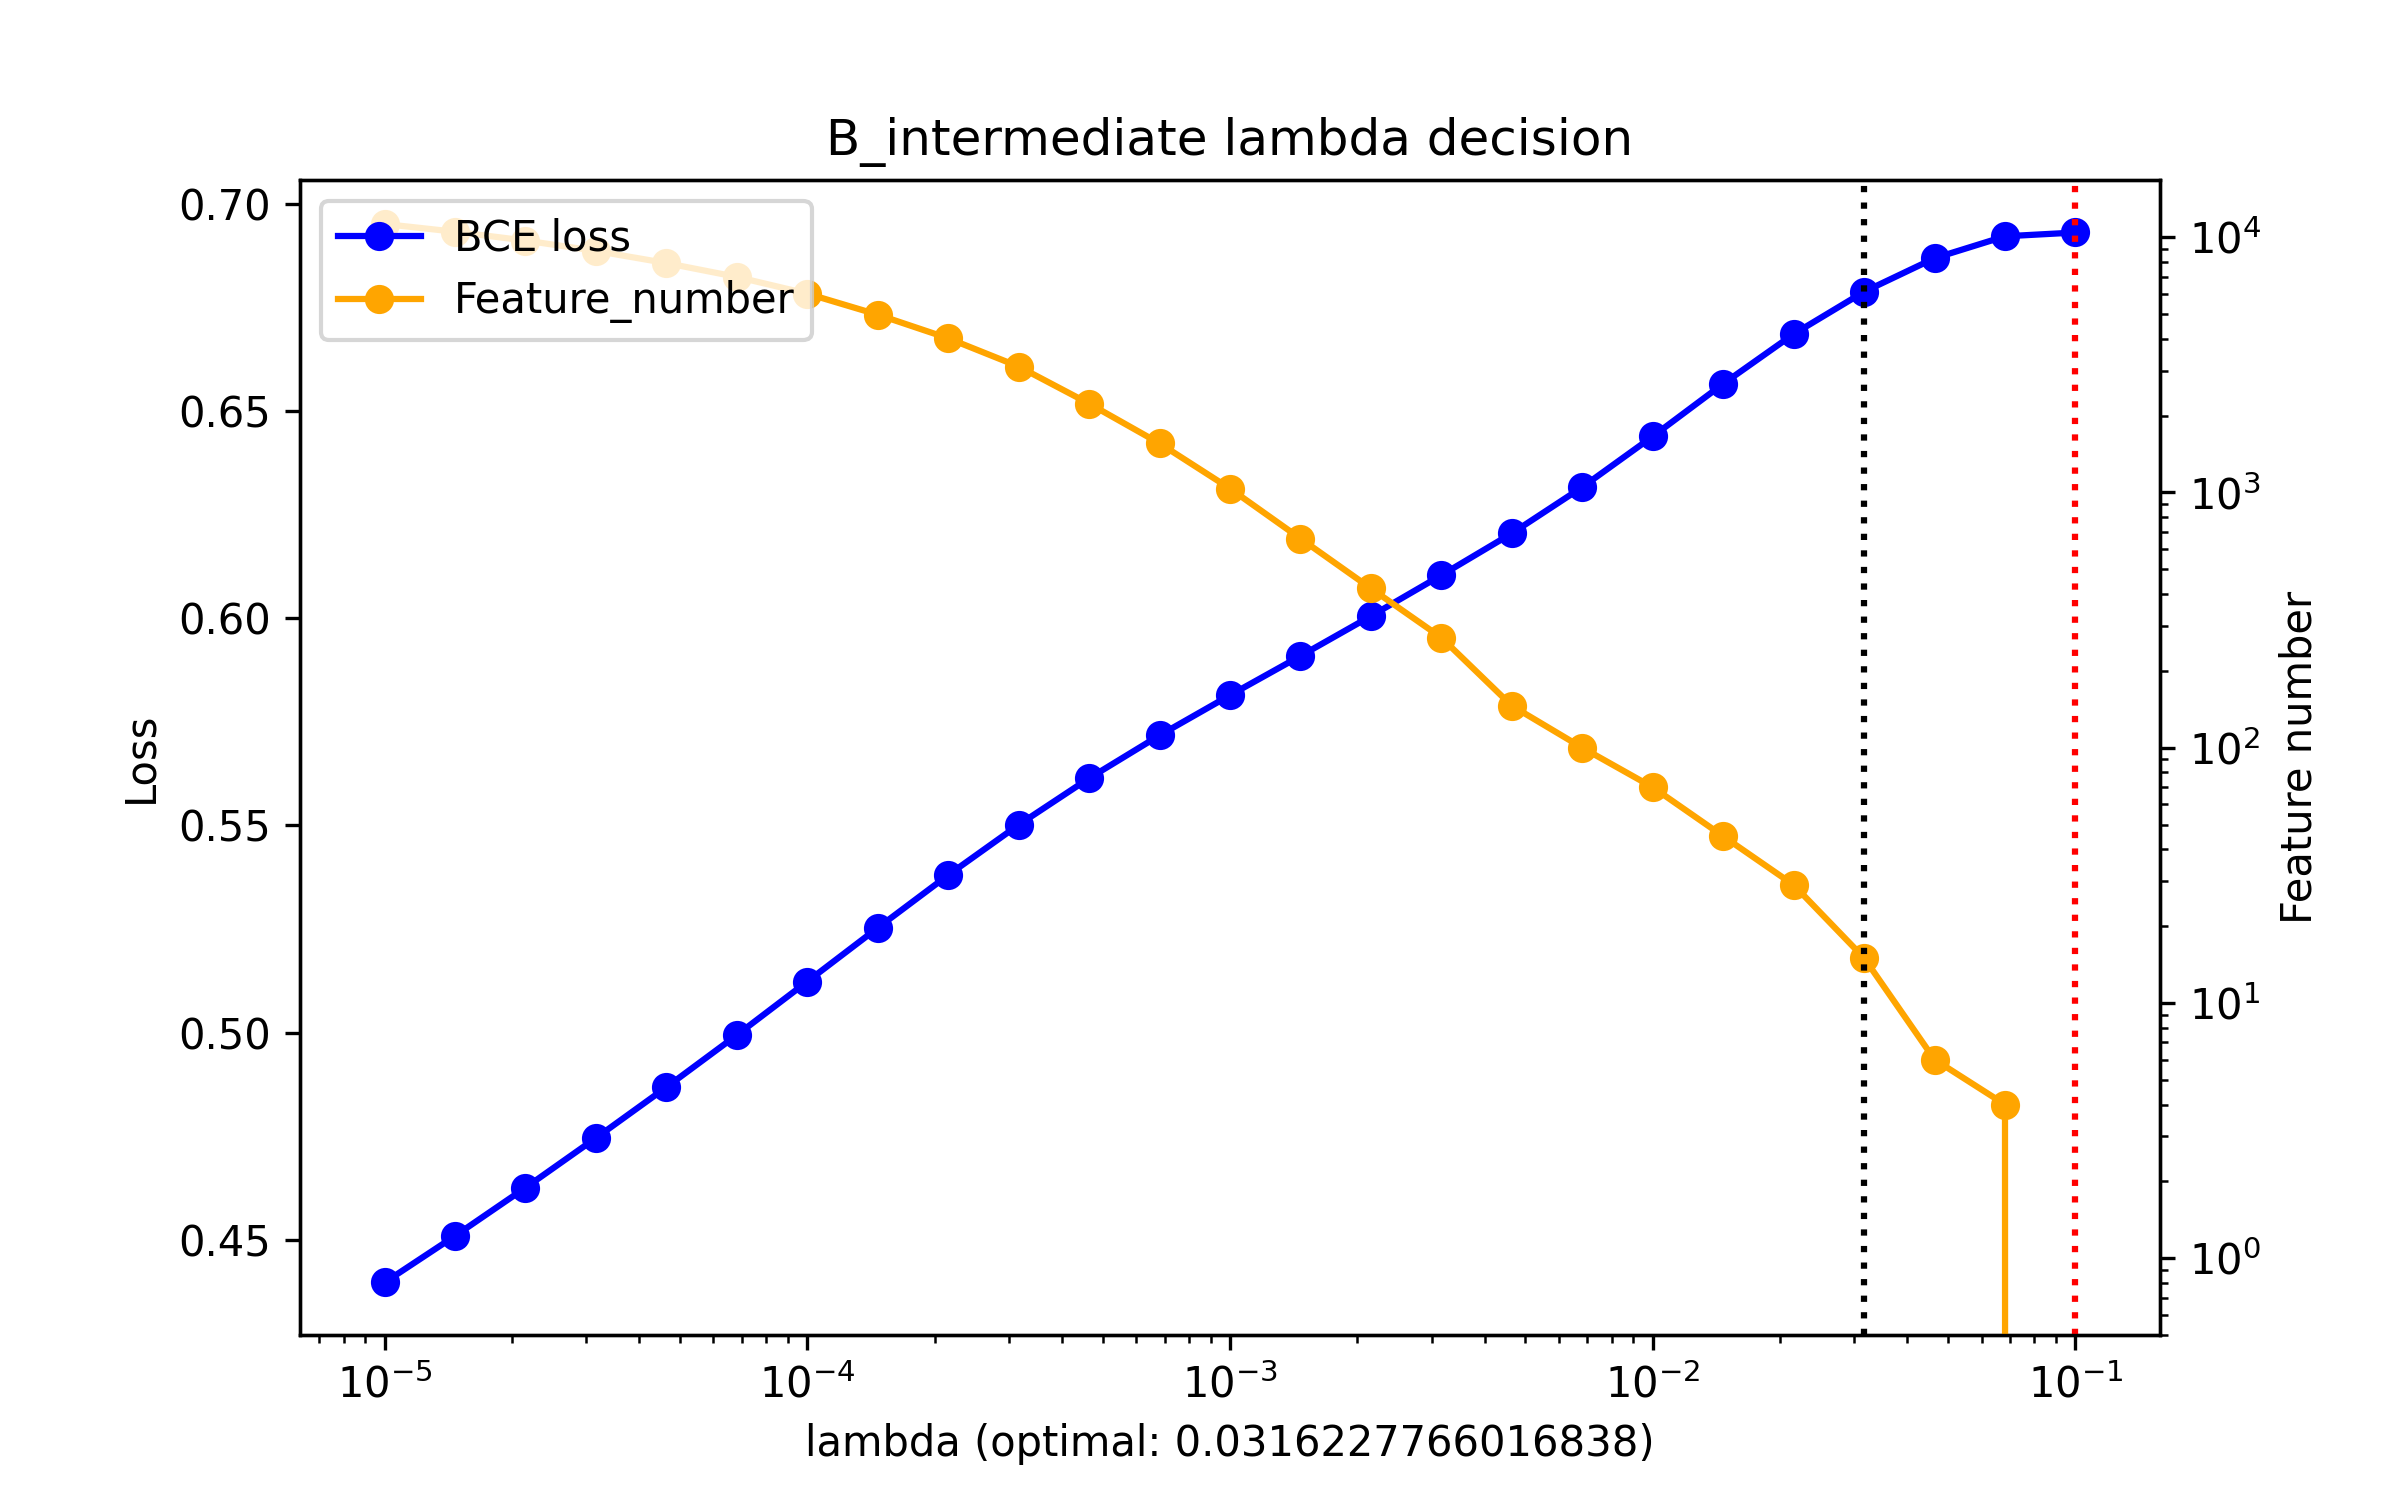 B_intermediate lambda decision
BCE loss
Feature_number
0.70
0.65
0.60
0.55
0.50
0.45
Loss
10⁴
10³
10²
10¹
10⁰
Feature number
10⁻⁵ 10⁻⁴ 10⁻³ 10⁻² 10⁻¹
lambda (optimal: 0.0316227766016838)